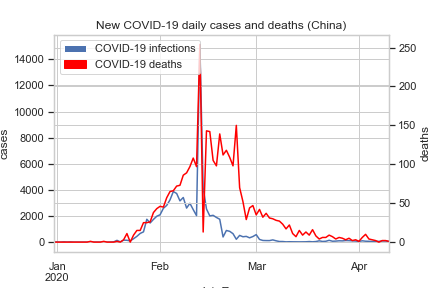 New COVID-19 daily cases and deaths (China)
COVID-19 infections
COVID-19 deaths
14000
12000
10000
8000
6000
4000
2000
0
cases
250
200
150
100
50
0
deaths
Jan
2020
Feb
Mar
Apr